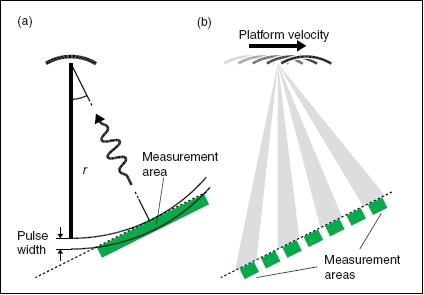 (a)
r
Measurement
area
Pulse
width
(b)
Platform velocity
Measurement
areas